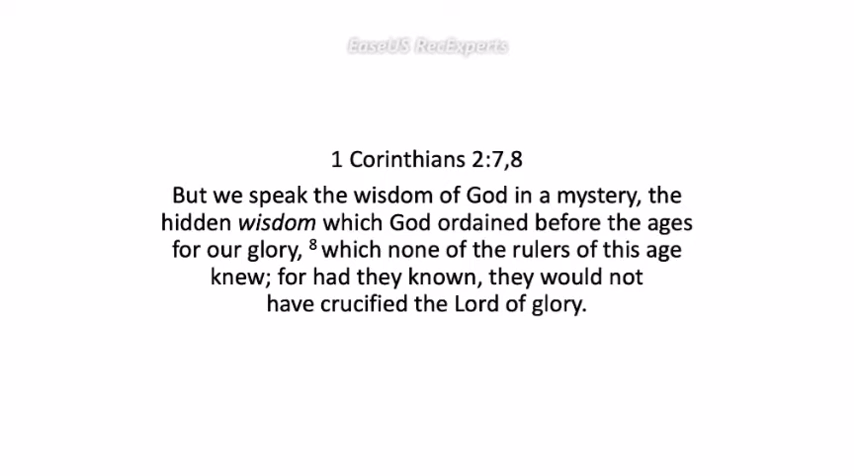 EaseUS RecExperts
1 Corinthians 2:7,8
But we speak the wisdom of God in a mystery, the
hidden wisdom which God ordained before the ages
for our glory, 8 which none of the rulers of this age
knew; for had they known, they would not
have crucified the Lord of glory.